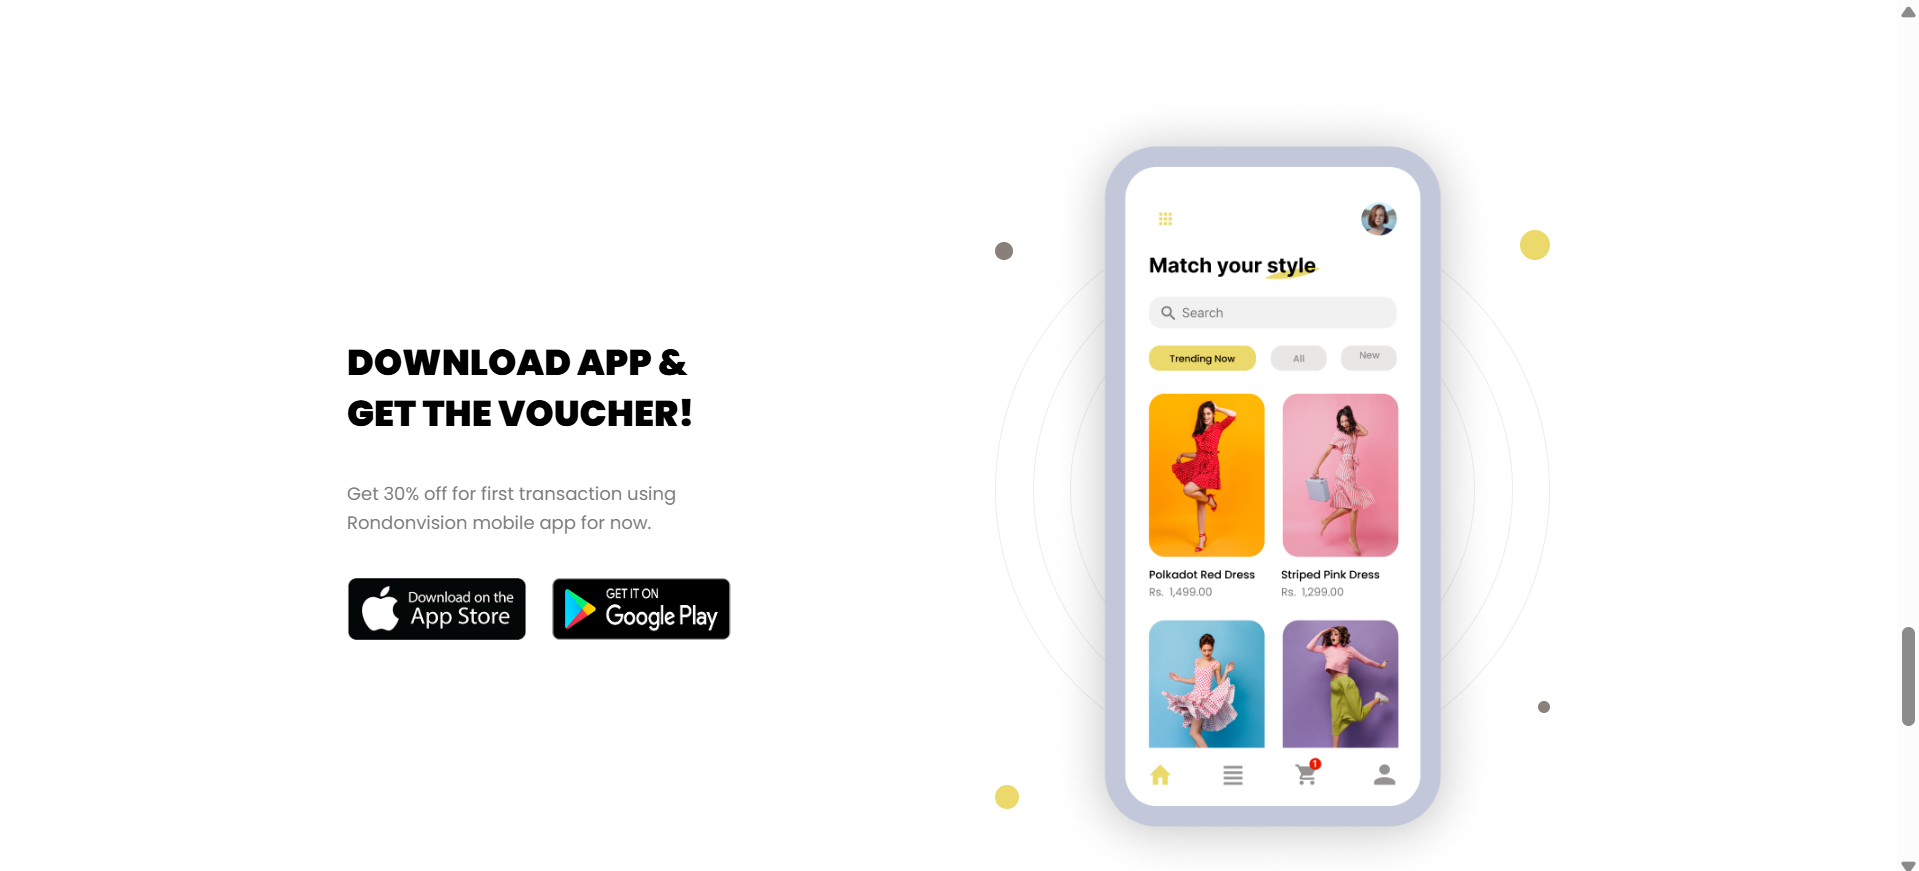 DOWNLOAD APP &
GET THE VOUCHER!
Get 30% off for first transaction using
Rondonvision mobile app for now.
Download on the
App Store
GET IT ON
Google Play
Match your style
Search
Trending Now
All
New
Polkadot Red Dress
Rs. 1,499.00
Striped Pink Dress
Rs. 1,299.00
1